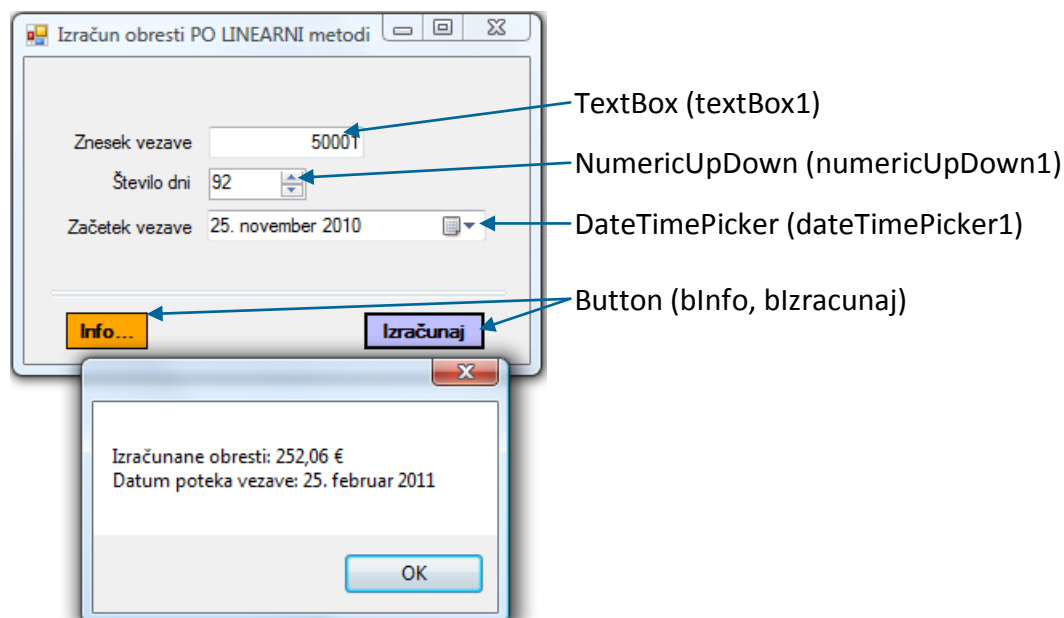 Izračun obresti PO LINEARNI metodi
TextBox (textBox1)
Znesek vezave 50001
NumericUpDown (numericUpDown1)
Število dni 92
Začetek vezave 25. november 2010
DateTimePicker (dateTimePicker1)
Button (bInfo, bIzracunaj)
Info... Izračunaj
Izračunane obresti: 252,06 €
Datum poteka vezave: 25. februar 2011
OK